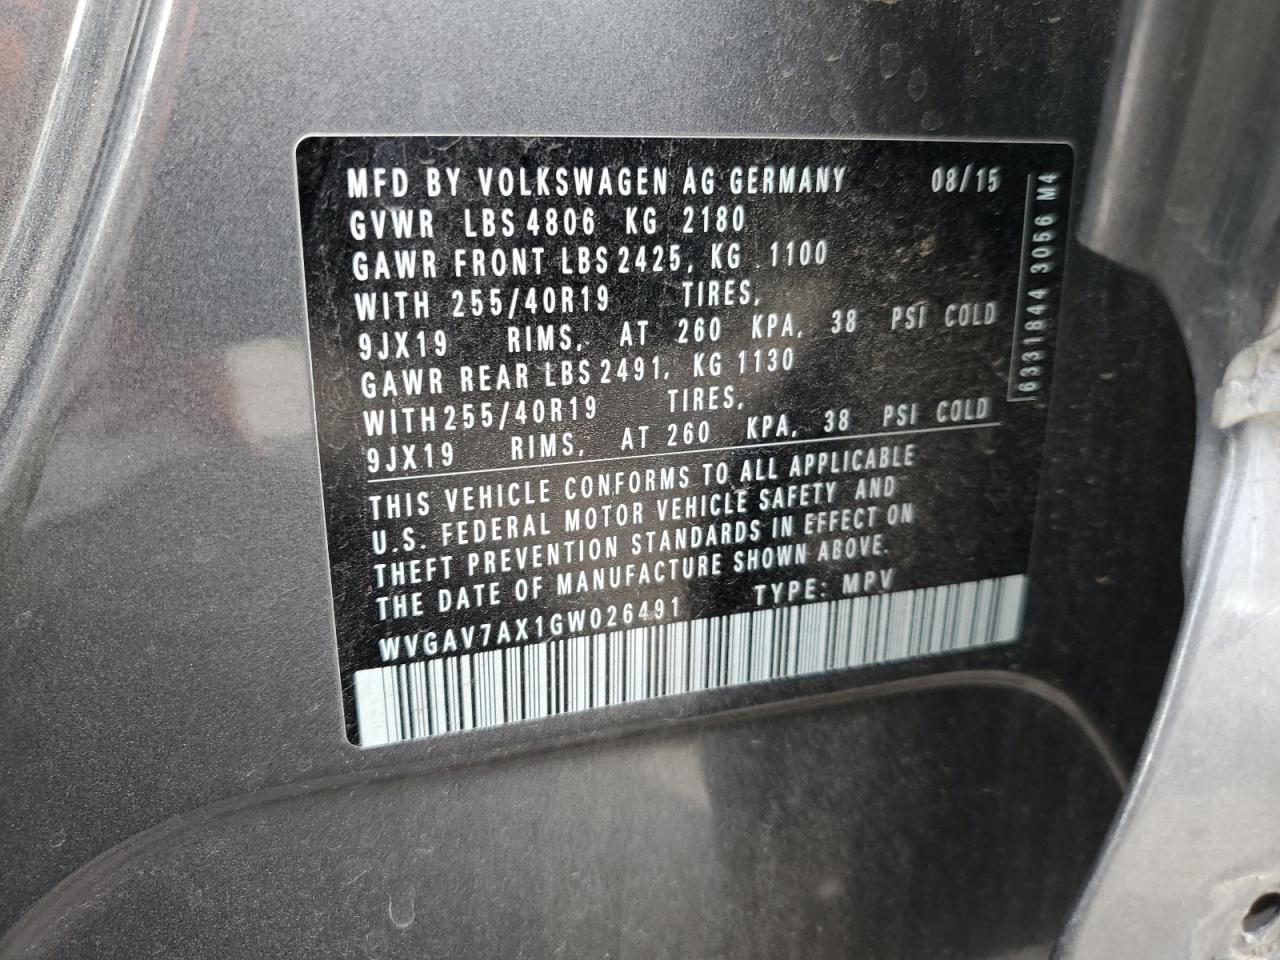 MFD BY VOLKSWAGEN AG GERMANY 08/15
GVWR LBS 4806 KG 2180
GAWR FRONT LBS 2425, KG 1100
WITH 255/40R19 TIRES,
9JX19 RIMS, AT 260 KPA, 38 PSI COLD
GAWR REAR LBS 2491, KG 1130
WITH 255/40R19 TIRES,
9JX19 RIMS, AT 260 KPA, 38 PSI COLD
THIS VEHICLE CONFORMS TO ALL APPLICABLE
U.S. FEDERAL MOTOR VEHICLE SAFETY AND
THEFT PREVENTION STANDARDS IN EFFECT ON
THE DATE OF MANUFACTURE SHOWN ABOVE.
WVGAV7AX1GW026491 TYPE: MPV
6331844 3056 M4